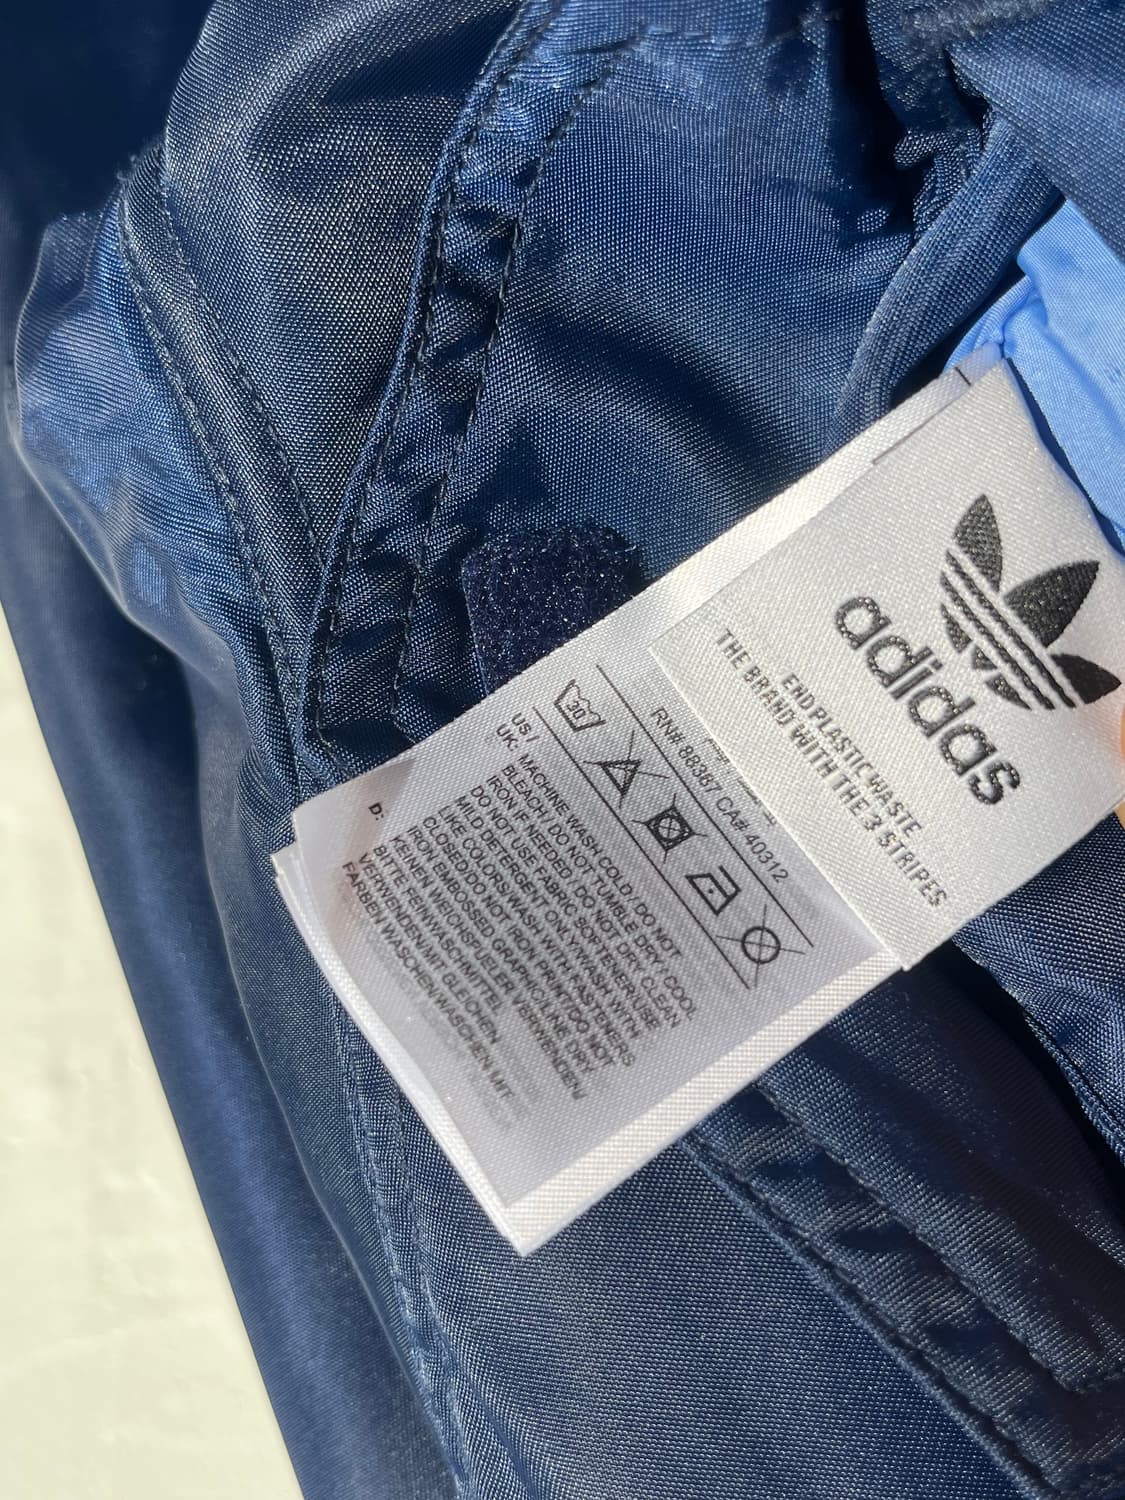 adidas
END PLASTIC WASTE
THE BRAND WITH THE 3 STRIPES
RN# 88387 CA# 40312
30
US /
UK: MACHINE WASH COLD/ DO NOT
BLEACH/ DO NOT TUMBLE DRY/ COOL
IRON IF NEEDED/ DO NOT DRY CLEAN
DO NOT USE FABRIC SOFTENER/USE
MILD DETERGENT ONLY/WASH WITH
LIKE COLORS/WASH WITH FASTENERS
CLOSED/DO NOT IRON PRINT/DO NOT
IRON EMBOSSED GRAPHIC/LINE DRY.
D: KEINEN WEICHSPUELER VERWENDEN/
BITTE FEINWASCHMITTEL
VERWENDEN/MIT GLEICHEN
FARBEN WASCHEN/WASCHEN MIT